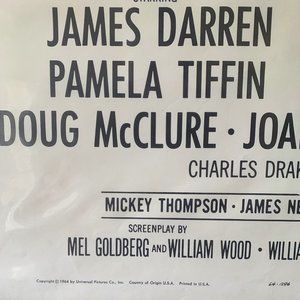 STARRING
JAMES DARREN
PAMELA TIFFIN
DOUG McCLURE · JOA
CHARLES DRAK
MICKEY THOMPSON · JAMES NE
SCREENPLAY BY
MEL GOLDBERG AND WILLIAM WOOD · WILLIA
Copyright © 1964 by Universal Pictures Co., Inc. Country of Origin U.S.A. Printed in U.S.A.